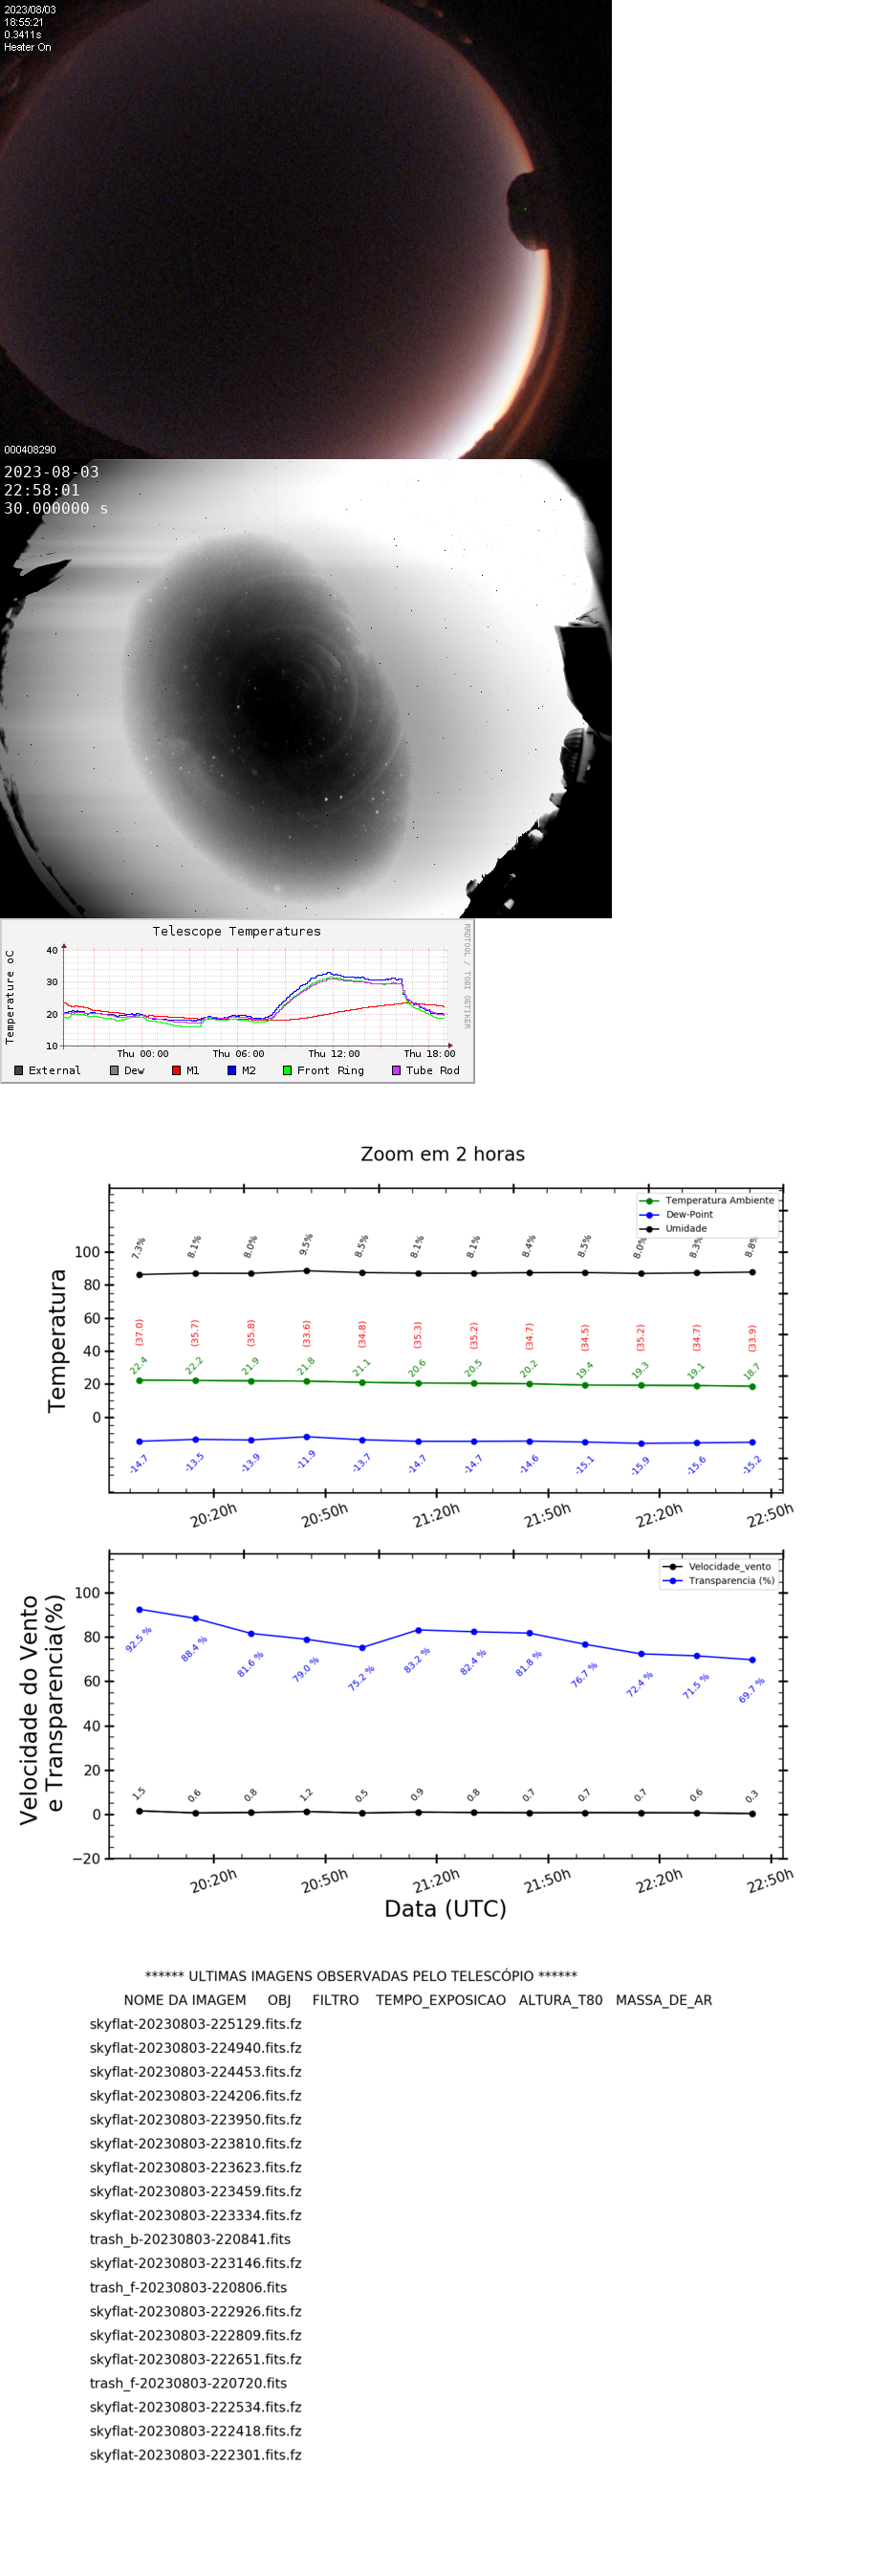 2023/08/03
18:55:21
0.3411s
Heater On
000408290
2023-08-03
22:58:01
30.000000 s
Telescope Temperatures
RRDTOOL / TOBI OETIKER
Temperature oC
40
30
20
10
Thu 00:00 Thu 06:00 Thu 12:00 Thu 18:00
External Dew M1 M2 Front Ring Tube Rod
Zoom em 2 horas
Temperatura Ambiente
Dew-Point
Umidade
Temperatura
100
80
60
40
20
0
7.3% 8.1% 8.0% 9.5% 8.5% 8.1% 8.1% 8.4% 8.5% 8.0% 8.3% 8.8%
(37.0) (35.7) (35.8) (33.6) (34.8) (35.3) (35.2) (34.7) (34.5) (35.2) (34.7) (33.9)
22.4 22.2 21.9 21.8 21.1 20.6 20.5 20.2 19.4 19.3 19.1 18.7
-14.7 -13.5 -13.9 -11.9 -13.7 -14.7 -14.7 -14.6 -15.1 -15.9 -15.6 -15.2
20:20h 20:50h 21:20h 21:50h 22:20h 22:50h
Velocidade_vento
Transparencia (%)
Velocidade do Vento
e Transparencia(%)
100
80
60
40
20
0
−20
92.5 % 88.4 % 81.6 % 79.0 % 75.2 % 83.2 % 82.4 % 81.8 % 76.7 % 72.4 % 71.5 % 69.7 %
1.5 0.6 0.8 1.2 0.5 0.9 0.8 0.7 0.7 0.7 0.6 0.3
20:20h 20:50h 21:20h 21:50h 22:20h 22:50h
Data (UTC)
****** ULTIMAS IMAGENS OBSERVADAS PELO TELESCÓPIO ******
NOME DA IMAGEM OBJ FILTRO TEMPO_EXPOSICAO ALTURA_T80 MASSA_DE_AR
skyflat-20230803-225129.fits.fz
skyflat-20230803-224940.fits.fz
skyflat-20230803-224453.fits.fz
skyflat-20230803-224206.fits.fz
skyflat-20230803-223950.fits.fz
skyflat-20230803-223810.fits.fz
skyflat-20230803-223623.fits.fz
skyflat-20230803-223459.fits.fz
skyflat-20230803-223334.fits.fz
trash_b-20230803-220841.fits
skyflat-20230803-223146.fits.fz
trash_f-20230803-220806.fits
skyflat-20230803-222926.fits.fz
skyflat-20230803-222809.fits.fz
skyflat-20230803-222651.fits.fz
trash_f-20230803-220720.fits
skyflat-20230803-222534.fits.fz
skyflat-20230803-222418.fits.fz
skyflat-20230803-222301.fits.fz